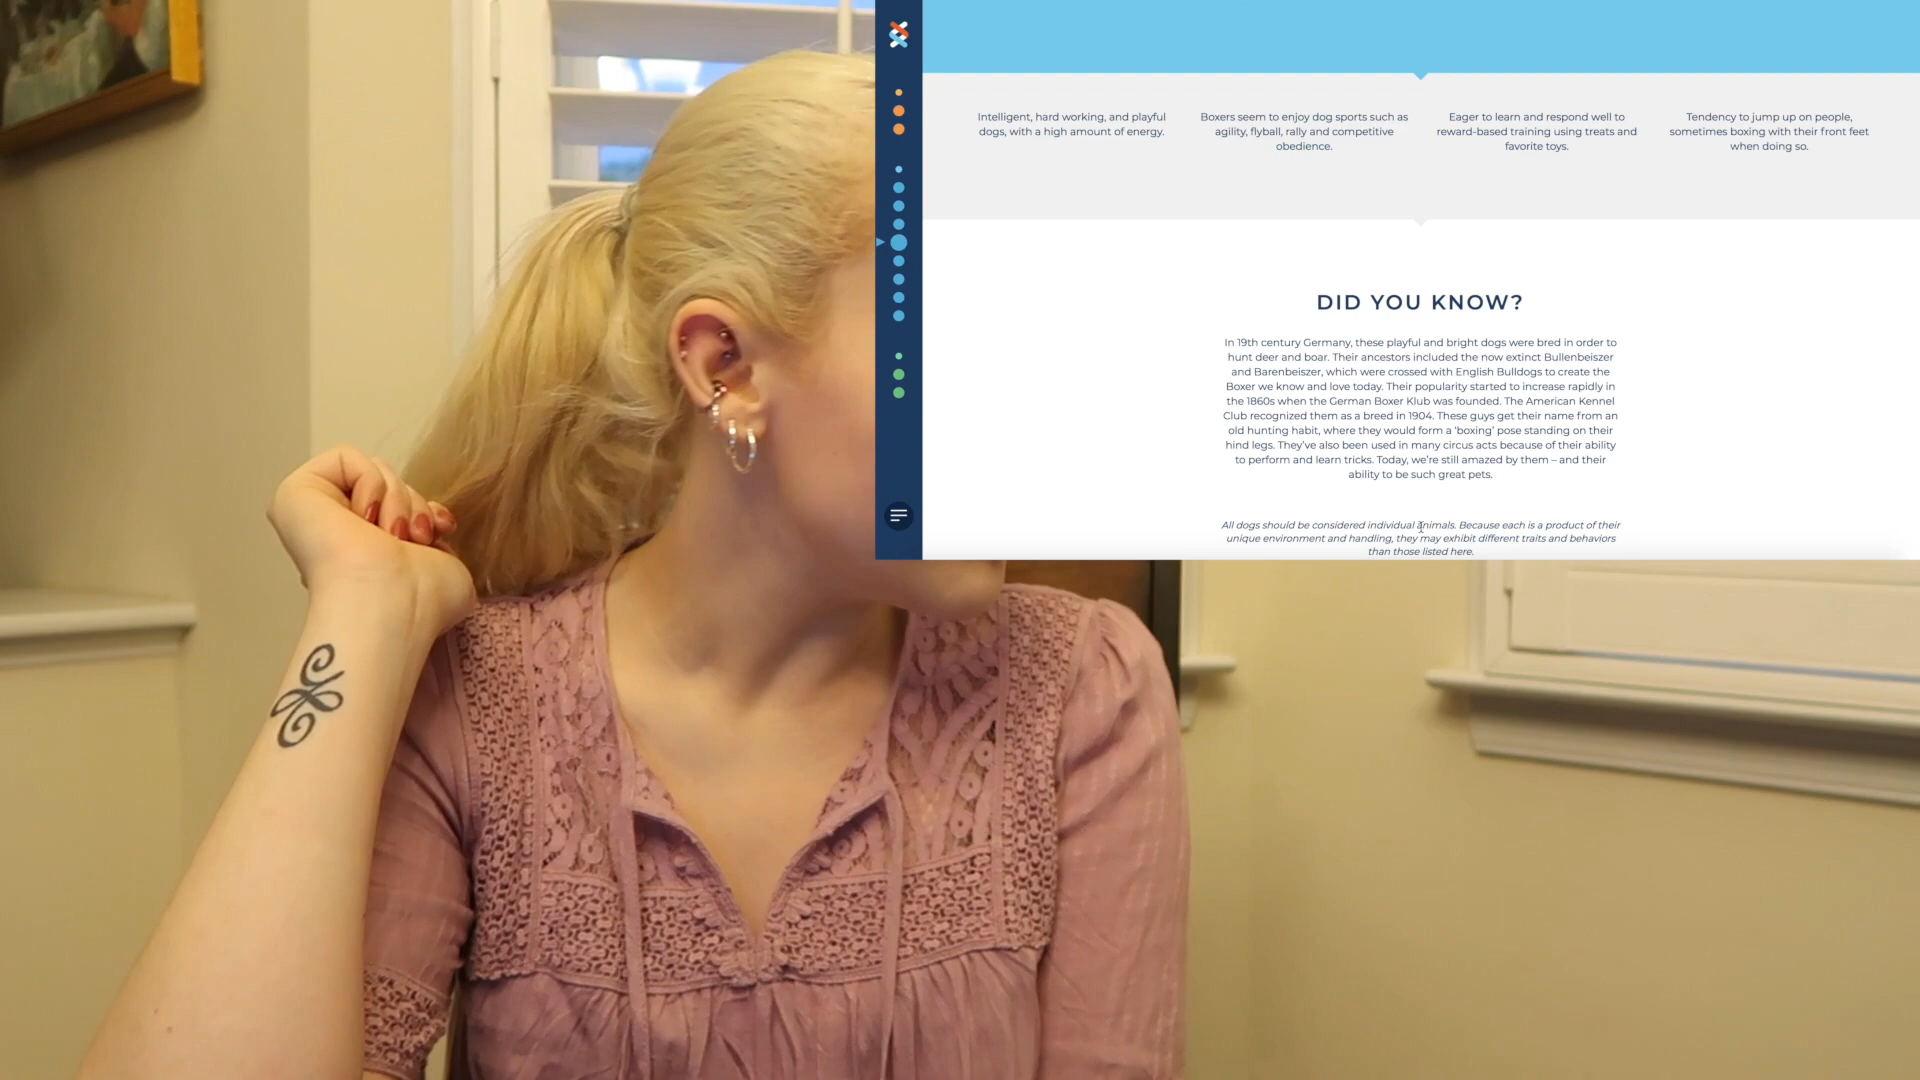 Intelligent, hard working, and playful
dogs, with a high amount of energy.
Boxers seem to enjoy dog sports such as
agility, flyball, rally and competitive
obedience.
Eager to learn and respond well to
reward-based training using treats and
favorite toys.
Tendency to jump up on people,
sometimes boxing with their front feet
when doing so.
DID YOU KNOW?
In 19th century Germany, these playful and bright dogs were bred in order to
hunt deer and boar. Their ancestors included the now extinct Bullenbeiszer
and Barenbeiszer, which were crossed with English Bulldogs to create the
Boxer we know and love today. Their popularity started to increase rapidly in
the 1860s when the German Boxer Klub was founded. The American Kennel
Club recognized them as a breed in 1904. These guys get their name from an
old hunting habit, where they would form a ‘boxing’ pose standing on their
hind legs. They’ve also been used in many circus acts because of their ability
to perform and learn tricks. Today, we’re still amazed by them – and their
ability to be such great pets.
All dogs should be considered individual animals. Because each is a product of their
unique environment and handling, they may exhibit different traits and behaviors
than those listed here.